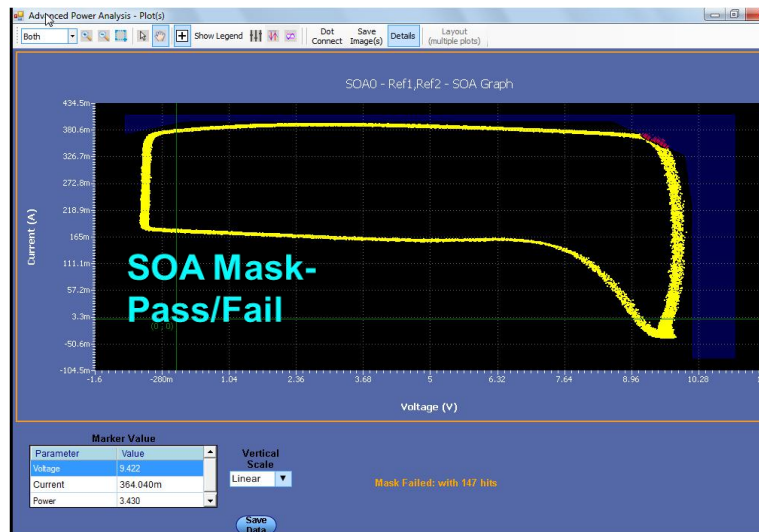 Advanced Power Analysis - Plot(s)
Both
Show Legend
Dot
Connect
Save
Image(s)
Details
Layout
(multiple plots)
SOA0 - Ref1,Ref2 - SOA Graph
434.5m
380.6m
326.7m
272.8m
218.9m
165m
111.1m
57.2m
3.3m
-50.6m
-104.5m
Current (A)
SOA Mask-
Pass/Fail
(0 ; 0)
-1.6
-280m
1.04
2.36
3.68
5
6.32
7.64
8.96
10.28
Voltage (V)
Marker Value
Parameter Value
Voltage 9.422
Current 364.040m
Power 3.430
Vertical
Scale
Linear
Mask Failed: with 147 hits
Save
Data